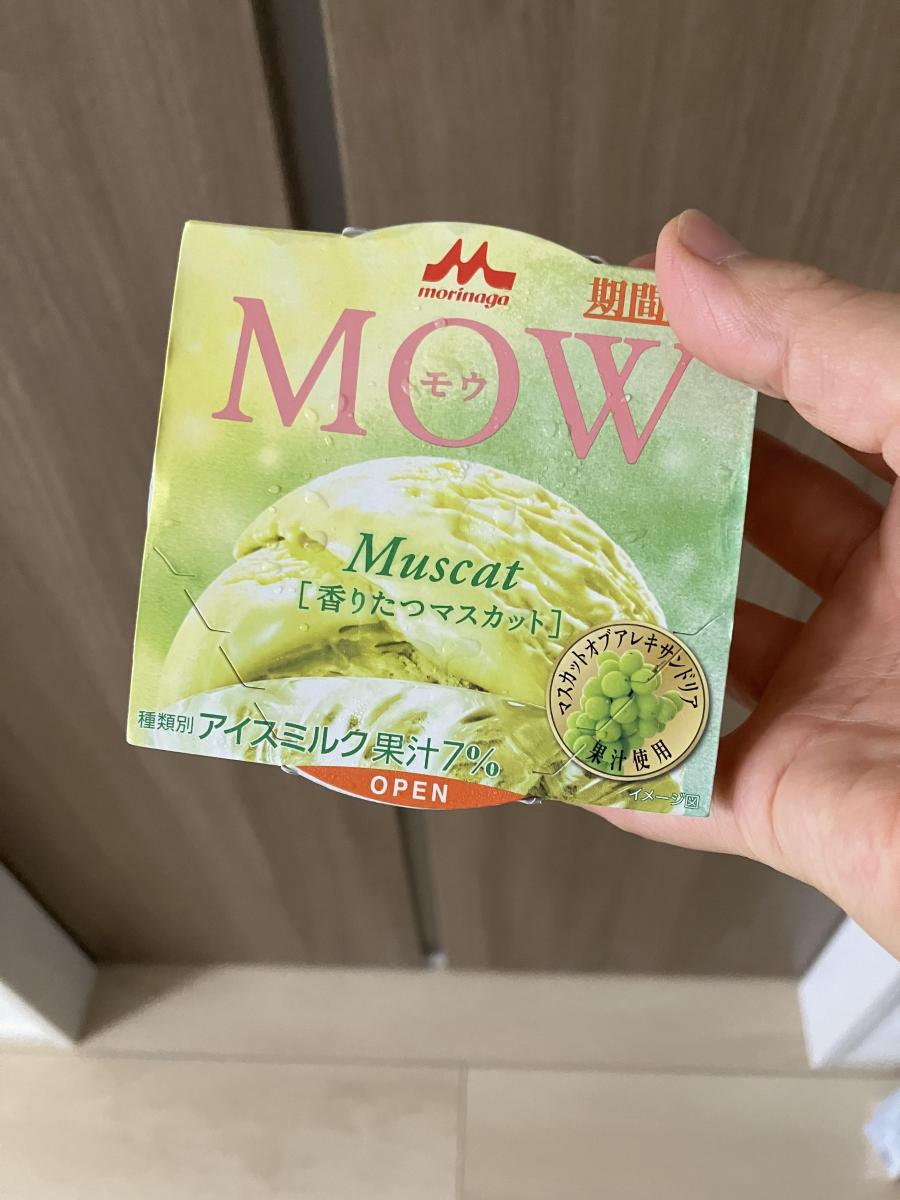 morinaga
期間
MOW
モウ
Muscat
[香りたつマスカット]
マスカットオブアレキサンドリア
果汁使用
種類別 アイスミルク 果汁7%
イメージ図
OPEN